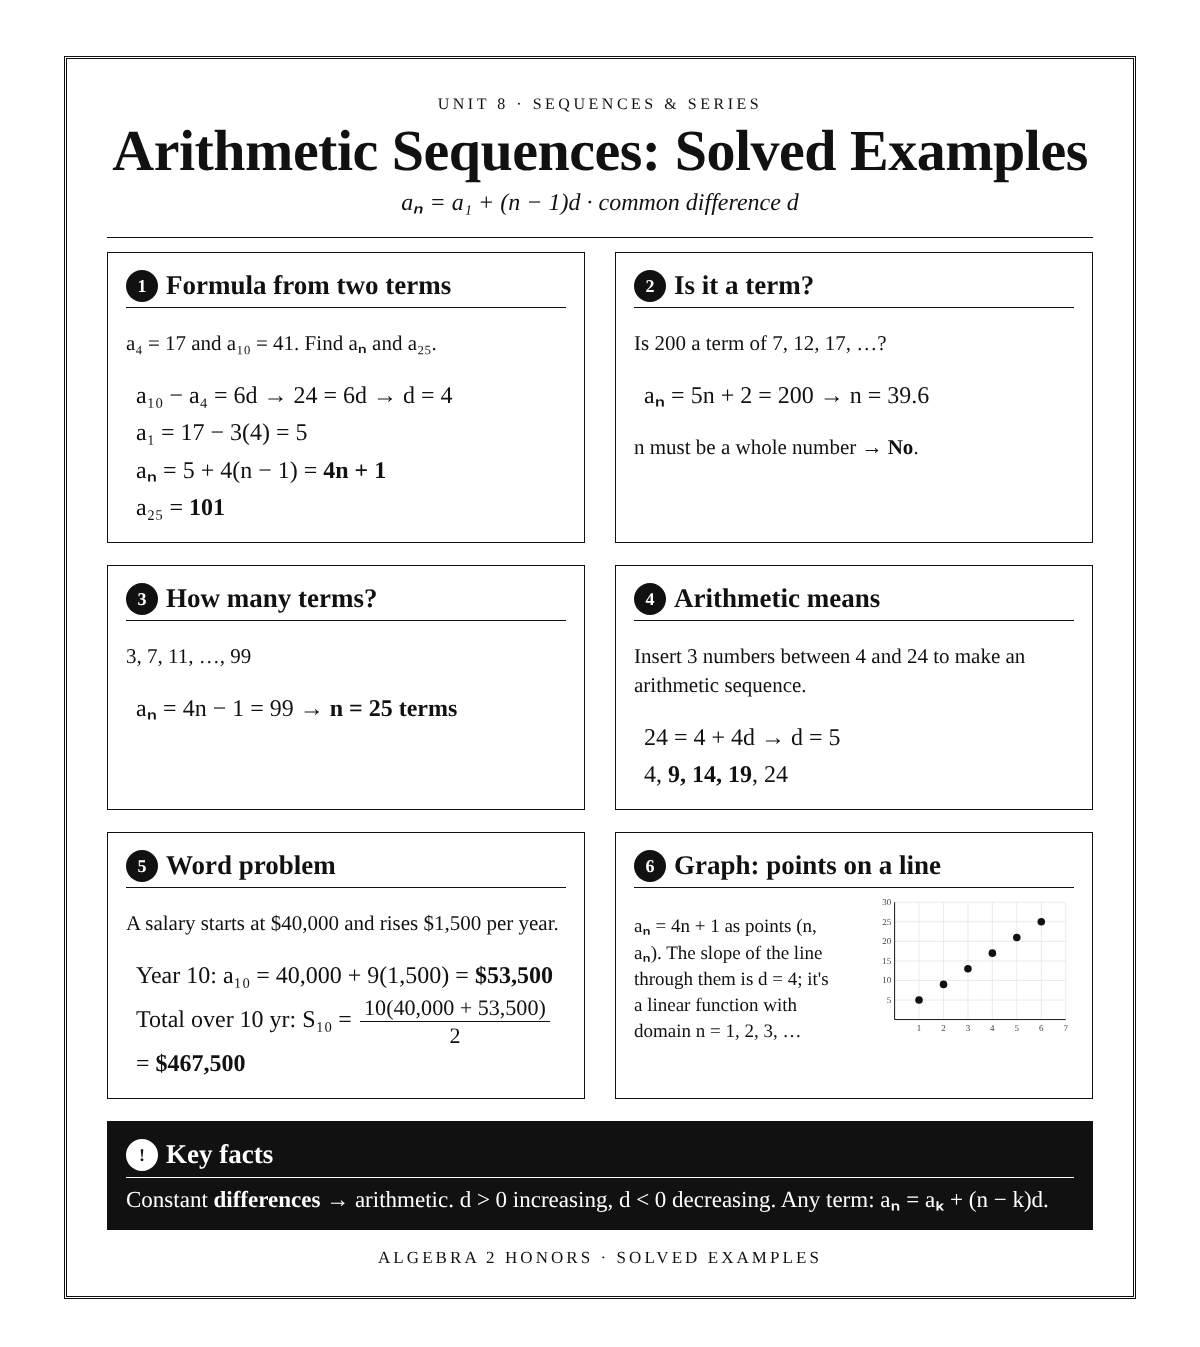 UNIT 8 · SEQUENCES & SERIES
Arithmetic Sequences: Solved Examples
aₙ = a₁ + (n − 1)d · common difference d
1 Formula from two terms
a₄ = 17 and a₁₀ = 41. Find aₙ and a₂₅.
a₁₀ − a₄ = 6d → 24 = 6d → d = 4
a₁ = 17 − 3(4) = 5
aₙ = 5 + 4(n − 1) = 4n + 1
a₂₅ = 101
2 Is it a term?
Is 200 a term of 7, 12, 17, …?
aₙ = 5n + 2 = 200 → n = 39.6
n must be a whole number → No.
3 How many terms?
3, 7, 11, …, 99
aₙ = 4n − 1 = 99 → n = 25 terms
4 Arithmetic means
Insert 3 numbers between 4 and 24 to make an
arithmetic sequence.
24 = 4 + 4d → d = 5
4, 9, 14, 19, 24
5 Word problem
A salary starts at $40,000 and rises $1,500 per year.
Year 10: a₁₀ = 40,000 + 9(1,500) = $53,500
Total over 10 yr: S₁₀ = 10(40,000 + 53,500)
2
= $467,500
6 Graph: points on a line
aₙ = 4n + 1 as points (n,
aₙ). The slope of the line
through them is d = 4; it's
a linear function with
domain n = 1, 2, 3, …
30
25
20
15
10
5
1 2 3 4 5 6 7
! Key facts
Constant differences → arithmetic. d > 0 increasing, d < 0 decreasing. Any term: aₙ = aₖ + (n − k)d.
ALGEBRA 2 HONORS · SOLVED EXAMPLES